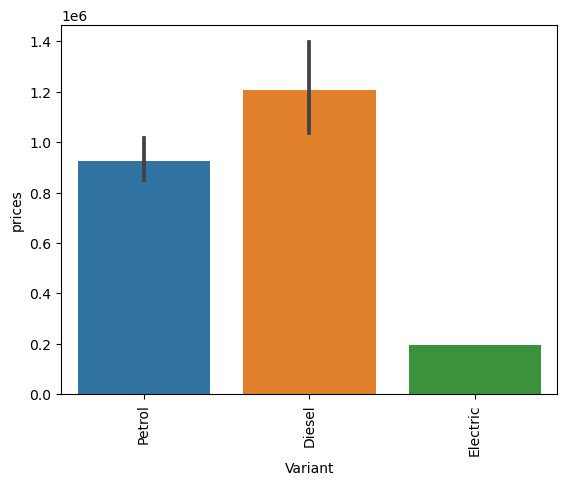 1e6
1.4
1.2
1.0
0.8
0.6
0.4
0.2
0.0
prices
Petrol
Diesel
Electric
Variant